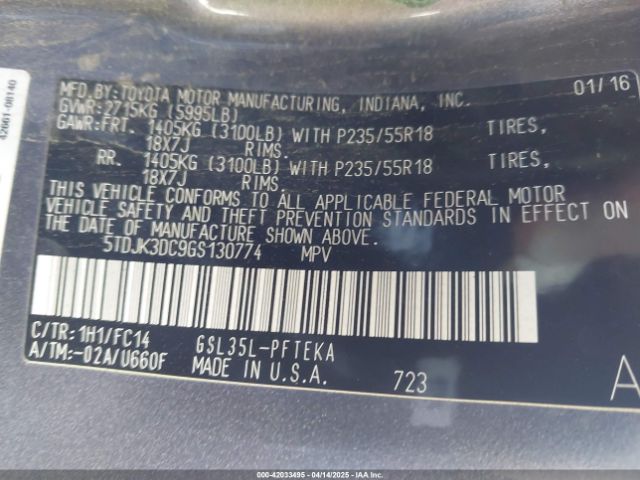 42661-08140
MFD.BY:TOYOTA MOTOR MANUFACTURING, INDIANA, INC. 01/16
GVWR:2715KG (5995LB)
GAWR:FRT. 1405KG (3100LB) WITH P235/55R18 TIRES,
18X7J RIMS.
RR. 1405KG (3100LB) WITH P235/55R18 TIRES,
18X7J RIMS.
THIS VEHICLE CONFORMS TO ALL APPLICABLE FEDERAL MOTOR
VEHICLE SAFETY AND THEFT PREVENTION STANDARDS IN EFFECT ON
THE DATE OF MANUFACTURE SHOWN ABOVE.
5TDJK3DC9GS130774 MPV
C/TR:1H1/FC14 GSL35L-PFTEKA
A/TM:-02A/U660F MADE IN U.S.A. 723 A
000-42033495 - 04/14/2025 - IAA Inc.